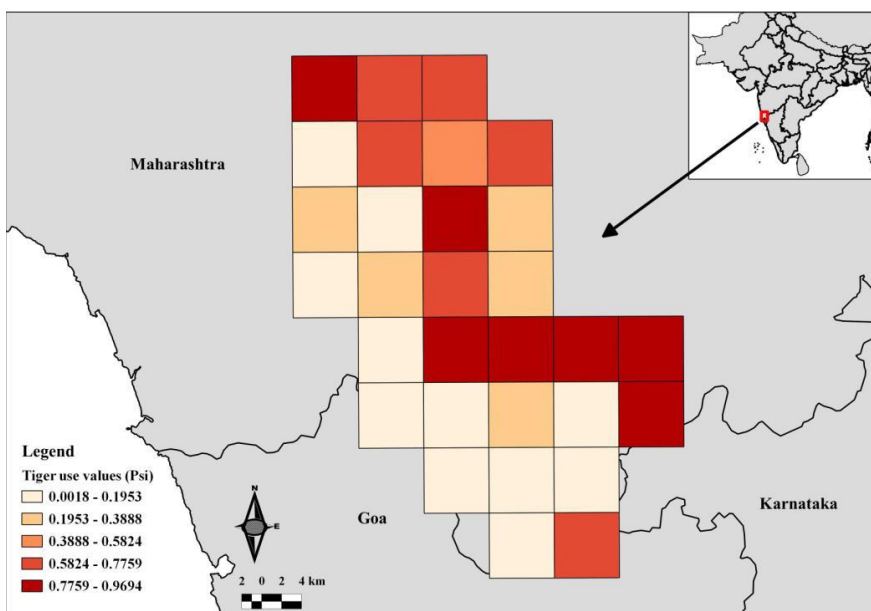 Maharashtra
Legend
Tiger use values (Psi)
0.0018 - 0.1953
0.1953 - 0.3888
0.3888 - 0.5824
0.5824 - 0.7759
0.7759 - 0.9694
N
E
2 0 2 4 km
Goa
Karnataka